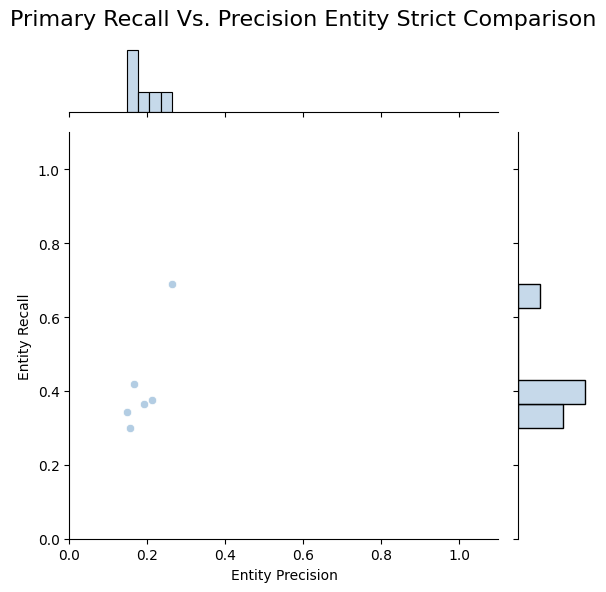 Primary Recall Vs. Precision Entity Strict Comparison
1.0
0.8
0.6
0.4
0.2
0.0
Entity Recall
0.0 0.2 0.4 0.6 0.8 1.0
Entity Precision